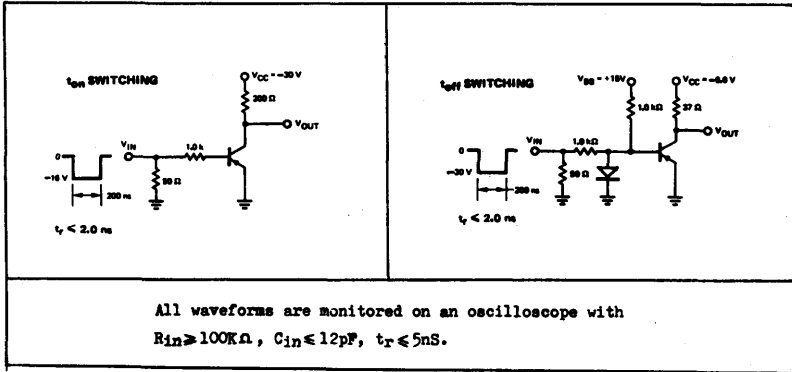 ton SWITCHING
VCC = -30 V
200 Ω
VOUT
VIN
1.0 k
0
-16 V
50 Ω
200 ns
tr ≤ 2.0 ns
toff SWITCHING
VBB = +15V
VCC = -6.0 V
1.0 kΩ
37 Ω
VOUT
VIN
1.0 kΩ
0
-30 V
50 Ω
200 ns
tr ≤ 2.0 ns
All waveforms are monitored on an oscilloscope with
Rin≥100KΩ, Cin≤12pF, tr≤5nS.